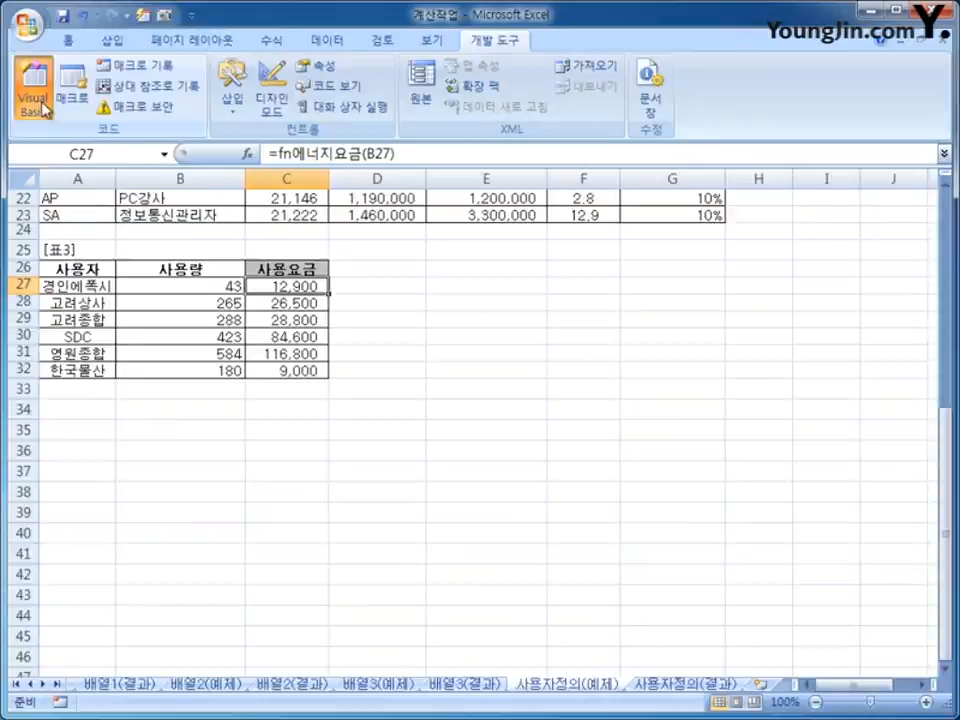 계산작업 - Microsoft Excel
YoungJin.com Y.
홈 삽입 페이지 레이아웃 수식 데이터 검토 보기 개발 도구
Visual Basic 매크로 매크로 기록 상대 참조로 기록 매크로 보안
삽입 디자인 모드 속성 코드 보기 대화 상자 실행
원본 맵 속성 확장 팩 데이터 새로 고침 가져오기 내보내기
문서 창
코드 컨트롤 XML 수정
C27 fx =fn에너지요금(B27)
A B C D E F G H I J
22 AP PC강사 21,146 1,190,000 1,200,000 2.8 10%
23 SA 정보통신관리자 21,222 1,460,000 3,300,000 12.9 10%
24
25 [표3]
26 사용자 사용량 사용요금
27 경인에폭시 43 12,900
28 고려상사 265 26,500
29 고려종합 288 28,800
30 SDC 423 84,600
31 영원종합 584 116,800
32 한국물산 180 9,000
33
34
35
36
37
38
39
40
41
42
43
44
45
46
47
배열1(결과) 배열2(예제) 배열2(결과) 배열3(예제) 배열3(결과) 사용자정의(예제) 사용자정의(결과)
준비 100%